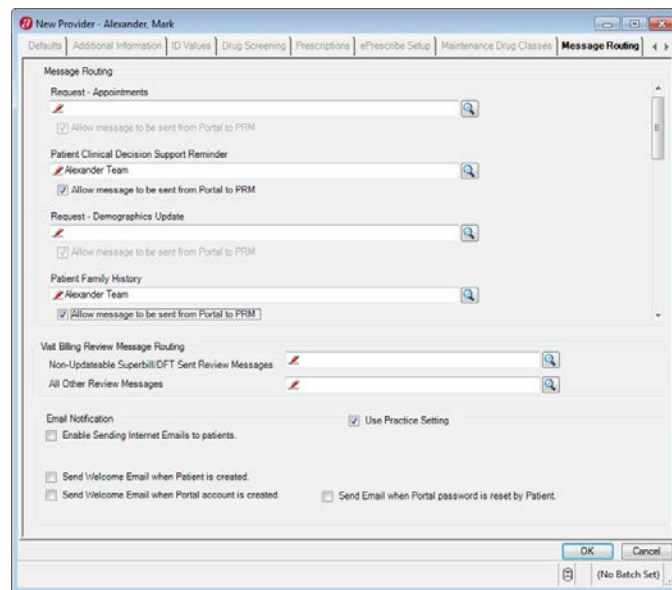 New Provider - Alexander, Mark
Defaults Additional Information ID Values Drug Screening Prescriptions ePrescribe Setup Maintenance Drug Classes Message Routing
Message Routing
Request - Appointments
Allow message to be sent from Portal to PRM
Patient Clinical Decision Support Reminder
Alexander Team
Allow message to be sent from Portal to PRM
Request - Demographics Update
Allow message to be sent from Portal to PRM
Patient Family History
Alexander Team
Allow message to be sent from Portal to PRM
Visit Billing Review Message Routing
Non-Updateable Superbill/DFT Sent Review Messages
All Other Review Messages
Email Notification Use Practice Setting
Enable Sending Internet Emails to patients.
Send Welcome Email when Patient is created.
Send Welcome Email when Portal account is created. Send Email when Portal password is reset by Patient.
OK Cancel
(No Batch Set)